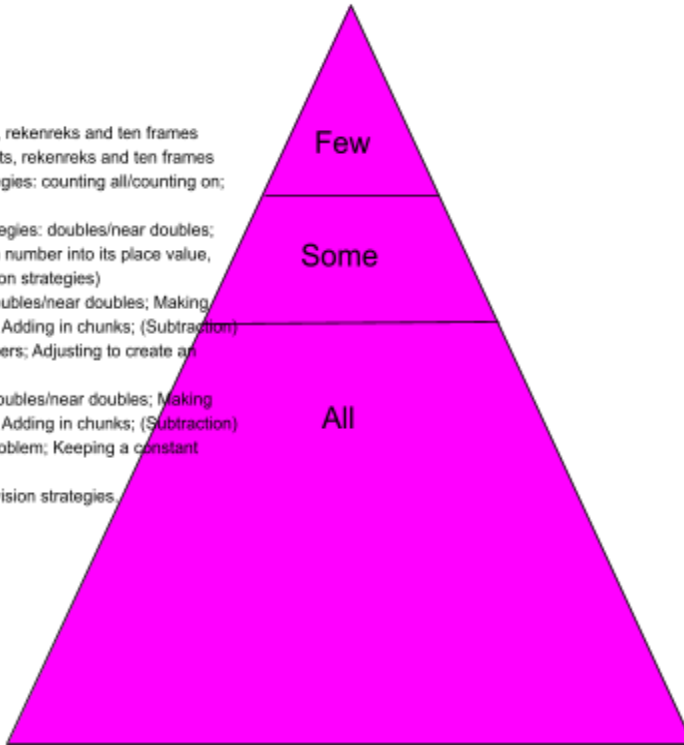 rekenreks and ten frames
ts, rekenreks and ten frames
gies: counting all/counting on;
egies: doubles/near doubles;
number into its place value,
on strategies)
oubles/near doubles; Making
Adding in chunks; (Subtraction)
ers; Adjusting to create an
oubles/near doubles; Making
Adding in chunks; (Subtraction)
oblem; Keeping a constant
ision strategies.
Few
Some
All